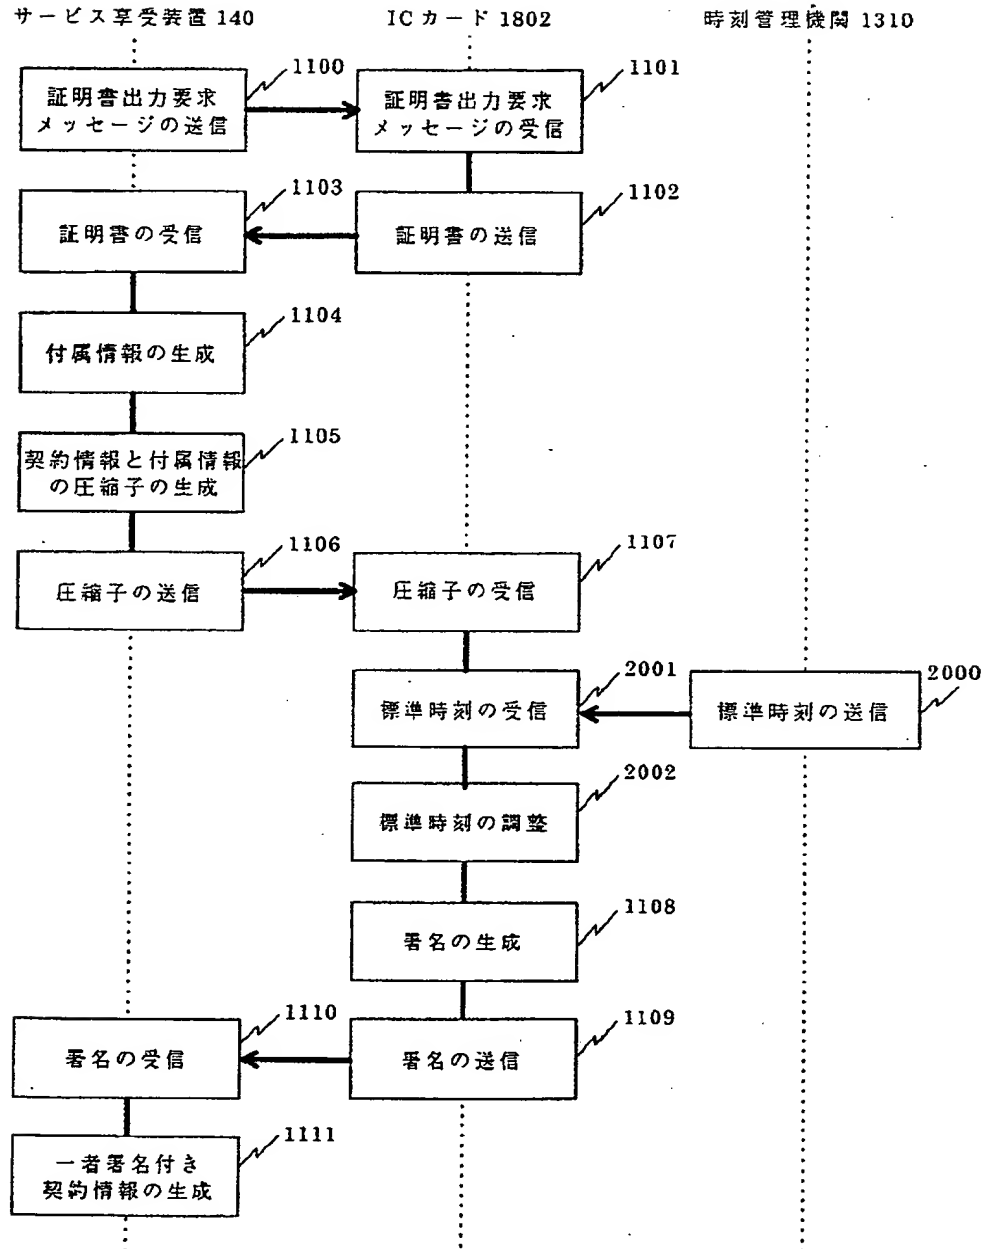 サービス享受装置 140
ICカード 1802
時刻管理機関 1310
1100
証明書出力要求
メッセージの送信
1101
証明書出力要求
メッセージの受信
1103
証明書の受信
1102
証明書の送信
1104
付属情報の生成
1105
契約情報と付属情報
の圧縮子の生成
1106
圧縮子の送信
1107
圧縮子の受信
2001
標準時刻の受信
2000
標準時刻の送信
2002
標準時刻の調整
1108
署名の生成
1110
署名の受信
1109
署名の送信
1111
一者署名付き
契約情報の生成